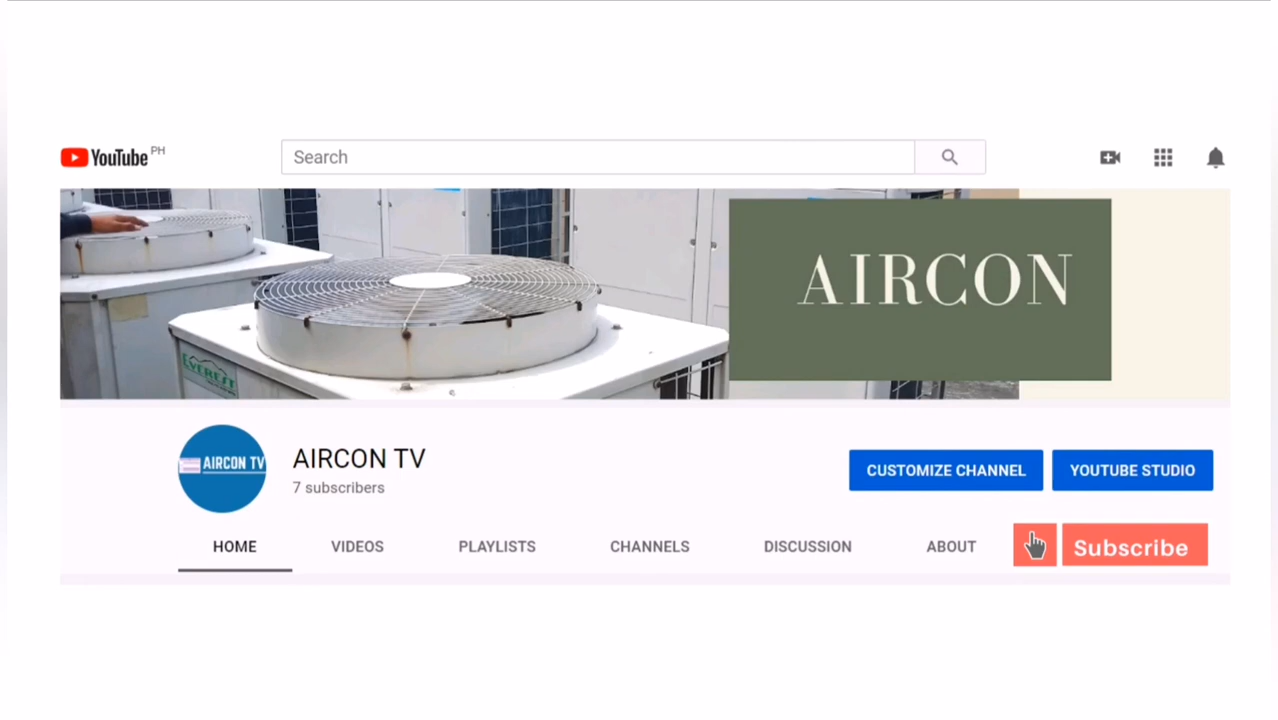 YouTube PH
Search
AIRCON
EVEREST
AIRCON TV
AIRCON TV
7 subscribers
CUSTOMIZE CHANNEL
YOUTUBE STUDIO
HOME
VIDEOS
PLAYLISTS
CHANNELS
DISCUSSION
ABOUT
Subscribe